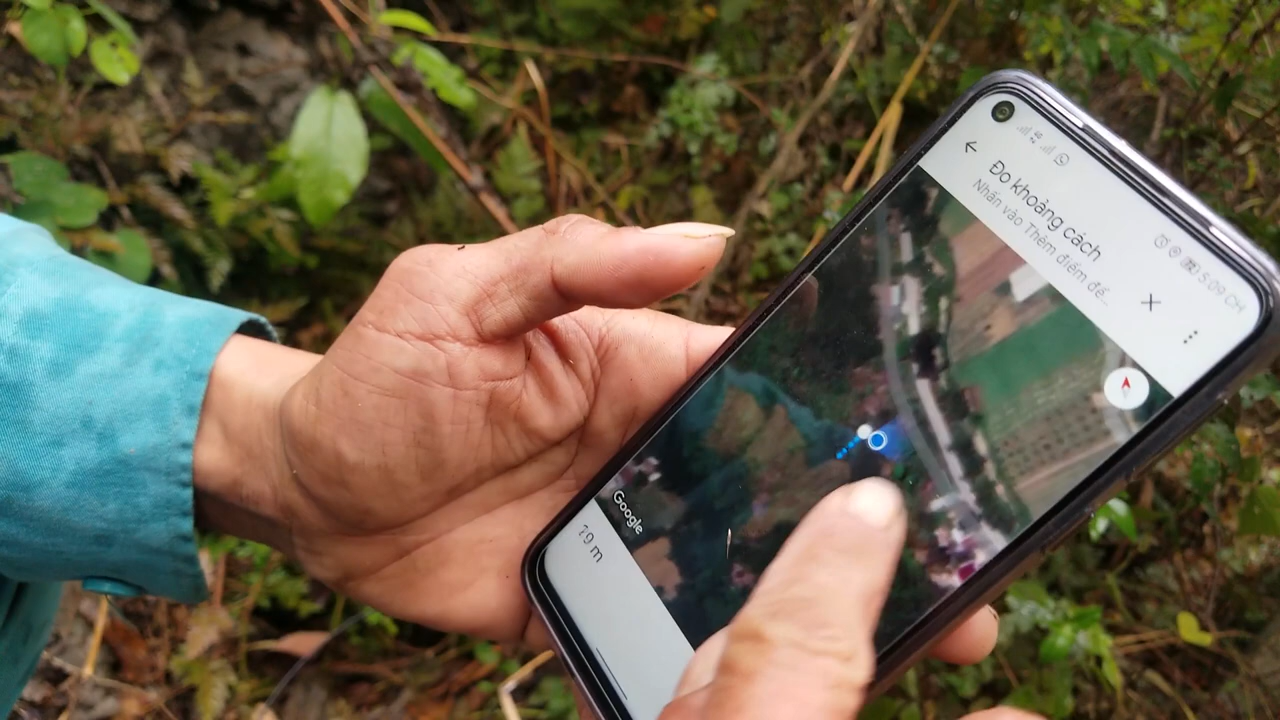 5:09 CH
Đo khoảng cách
Nhấn vào Thêm điểm để...
Google
19 m